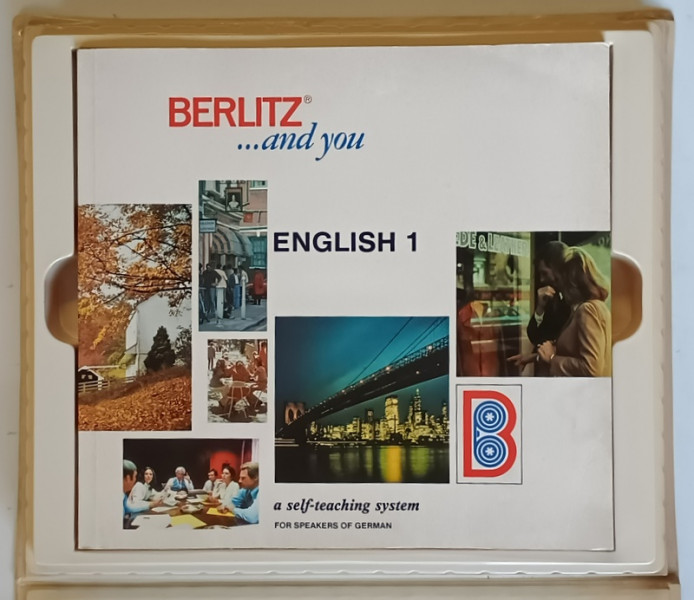 BERLITZ®
...and you
ENGLISH 1
a self-teaching system
FOR SPEAKERS OF GERMAN
B